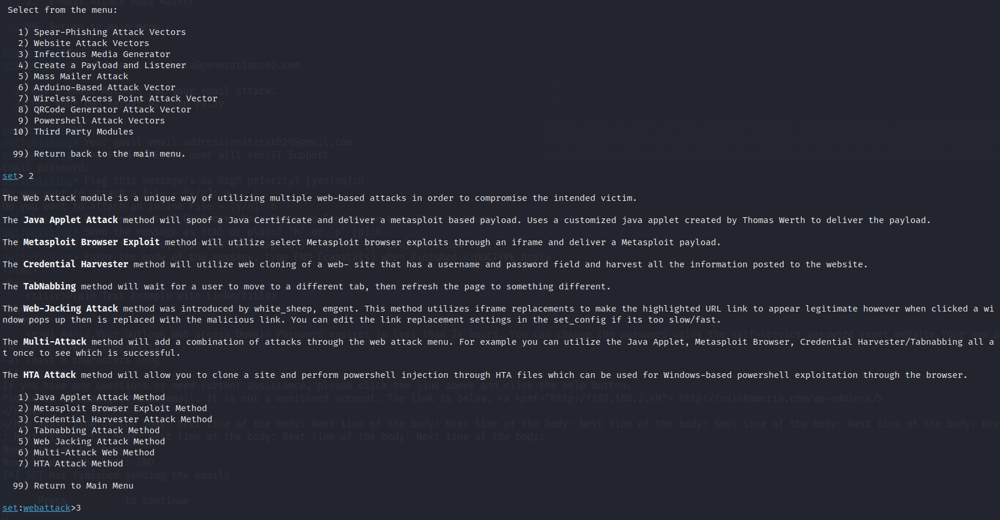 Select from the menu:
1) Spear-Phishing Attack Vectors
2) Website Attack Vectors
3) Infectious Media Generator
4) Create a Payload and Listener
5) Mass Mailer Attack
6) Arduino-Based Attack Vector
7) Wireless Access Point Attack Vector
8) QRCode Generator Attack Vector
9) Powershell Attack Vectors
10) Third Party Modules
99) Return back to the main menu.
set> 2
The Web Attack module is a unique way of utilizing multiple web-based attacks in order to compromise the intended victim.
The Java Applet Attack method will spoof a Java Certificate and deliver a metasploit based payload. Uses a customized java applet created by Thomas Werth to deliver the payload.
The Metasploit Browser Exploit method will utilize select Metasploit browser exploits through an iframe and deliver a Metasploit payload.
The Credential Harvester method will utilize web cloning of a web- site that has a username and password field and harvest all the information posted to the website.
The TabNabbing method will wait for a user to move to a different tab, then refresh the page to something different.
The Web-Jacking Attack method was introduced by white_sheep, emgent. This method utilizes iframe replacements to make the highlighted URL link to appear legitimate however when clicked a wi
ndow pops up then is replaced with the malicious link. You can edit the link replacement settings in the set_config if its too slow/fast.
The Multi-Attack method will add a combination of attacks through the web attack menu. For example you can utilize the Java Applet, Metasploit Browser, Credential Harvester/Tabnabbing all a
t once to see which is successful.
The HTA Attack method will allow you to clone a site and perform powershell injection through HTA files which can be used for Windows-based powershell exploitation through the browser.
1) Java Applet Attack Method
2) Metasploit Browser Exploit Method
3) Credential Harvester Attack Method
4) Tabnabbing Attack Method
5) Web Jacking Attack Method
6) Multi-Attack Web Method
7) HTA Attack Method
99) Return to Main Menu
set:webattack>3